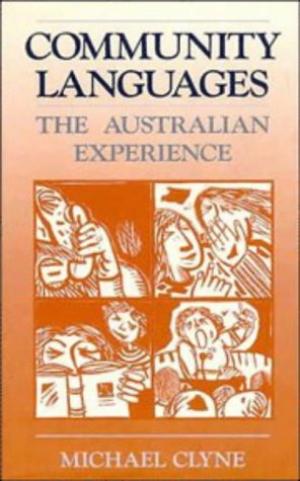 COMMUNITY
LANGUAGES
THE AUSTRALIAN
EXPERIENCE
MICHAEL CLYNE